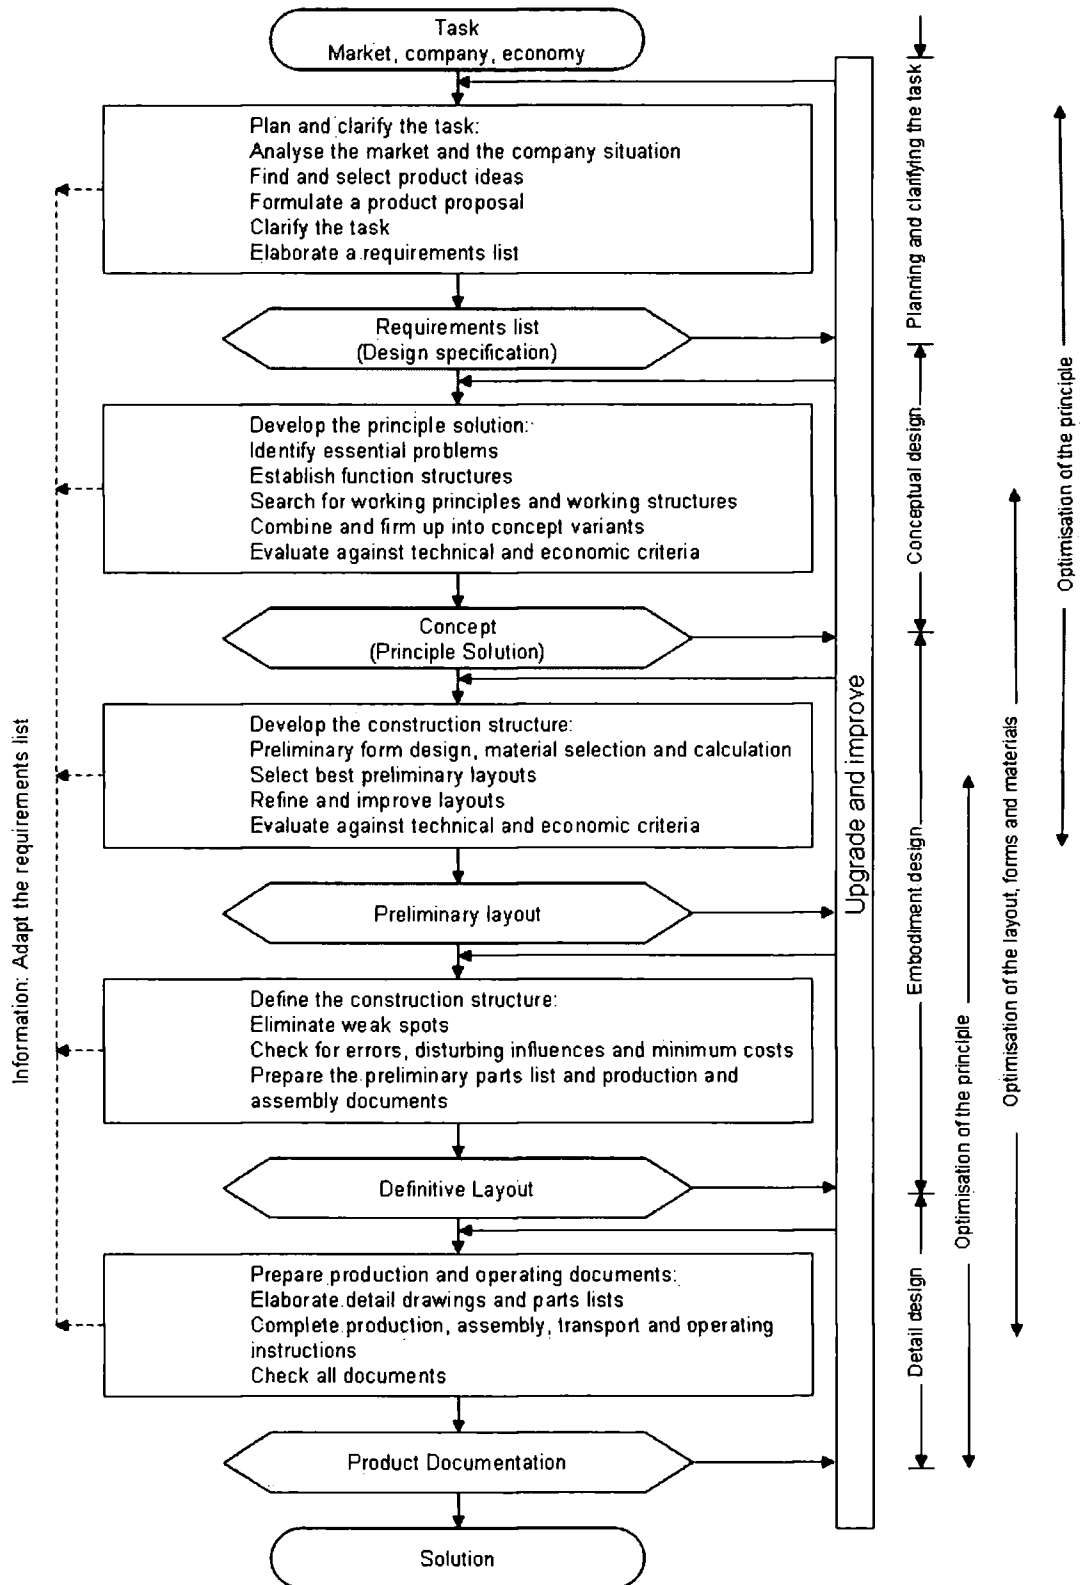 Task
Market, company, economy
Plan and clarify the task:
Analyse the market and the company situation
Find and select product ideas
Formulate a product proposal
Clarify the task
Elaborate a requirements list
Requirements list
(Design specification)
Develop the principle solution:
Identify essential problems
Establish function structures
Search for working principles and working structures
Combine and firm up into concept variants
Evaluate against technical and economic criteria
Concept
(Principle Solution)
Develop the construction structure:
Preliminary form design, material selection and calculation
Select best preliminary layouts
Refine and improve layouts
Evaluate against technical and economic criteria
Preliminary layout
Define the construction structure:
Eliminate weak spots
Check for errors, disturbing influences and minimum costs
Prepare the preliminary parts list and production and
assembly documents
Definitive Layout
Prepare production and operating documents:
Elaborate detail drawings and parts lists
Complete production, assembly, transport and operating
instructions
Check all documents
Product Documentation
Solution
Information: Adapt the requirements list
Upgrade and improve
Planning and clarifying the task
Conceptual design
Embodiment design
Detail design
Optimisation of the principle
Optimisation of the layout, forms and materials
Optimisation of the principle